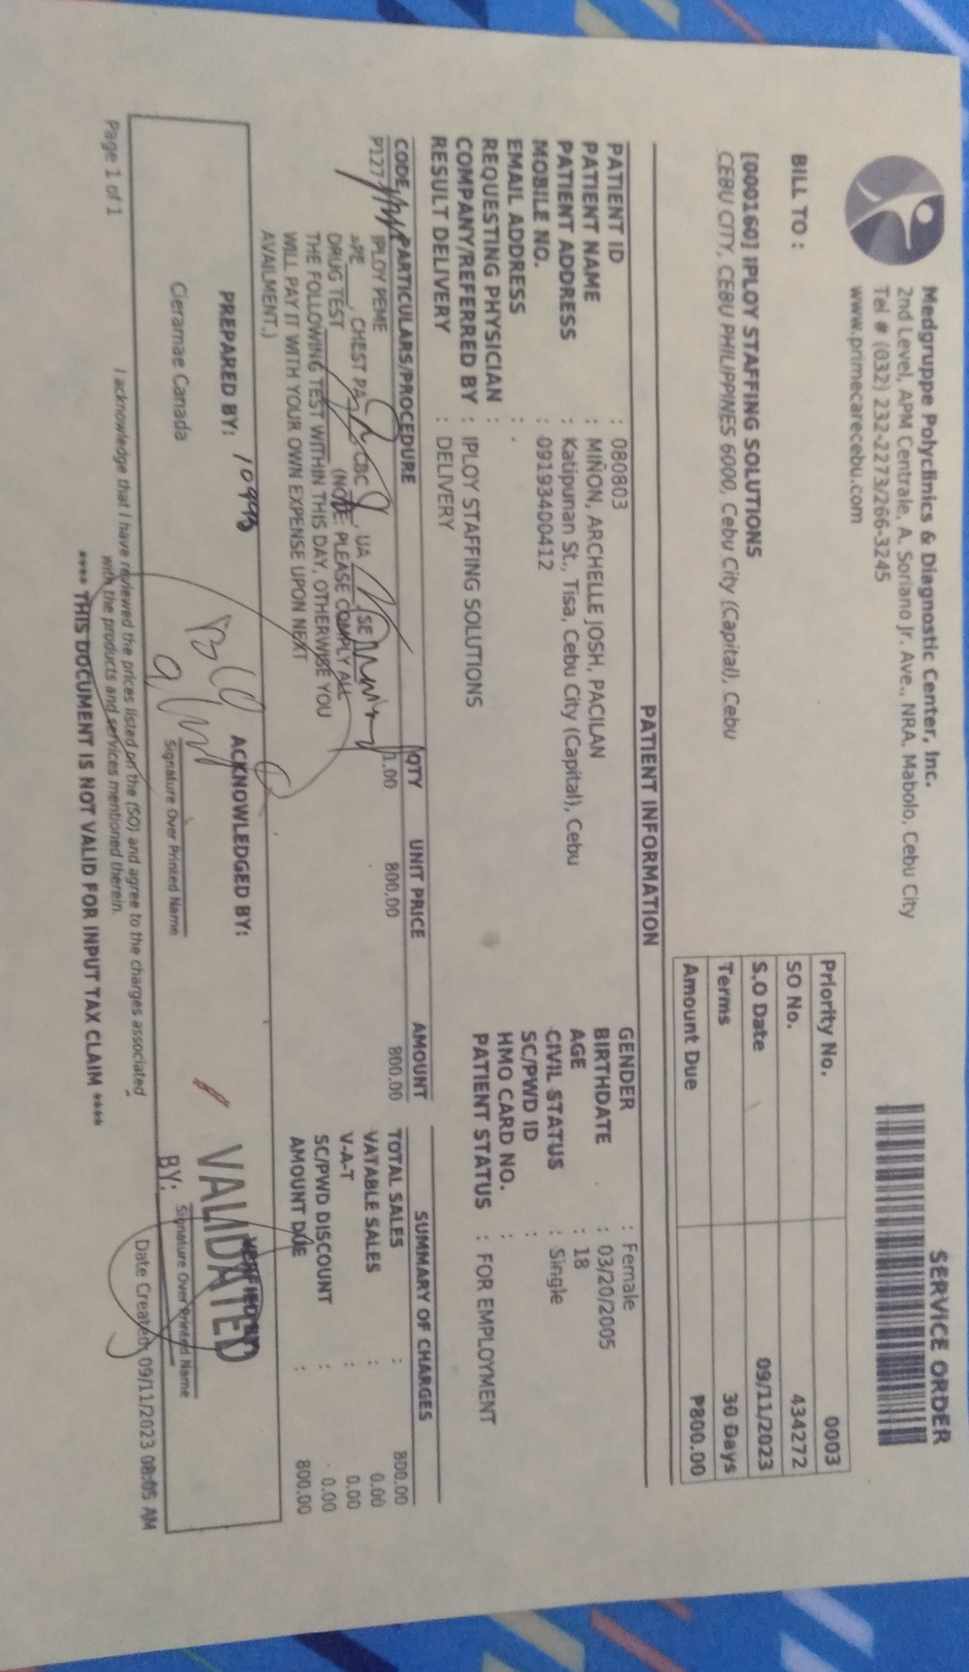 Medgruppe Polyclinics & Diagnostic Center, Inc.
2nd Level, APM Centrale, A. Soriano Jr. Ave., NRA, Mabolo, Cebu City
Tel # (032) 232-2273/266-3245
www.primecarecebu.com
SERVICE ORDER
BILL TO :
[000160] IPLOY STAFFING SOLUTIONS
CEBU CITY, CEBU PHILIPPINES 6000, Cebu City (Capital), Cebu
Priority No. 0003
SO No. 434272
S.O Date 09/11/2023
Terms 30 Days
Amount Due ₱800.00
PATIENT INFORMATION
PATIENT ID : 080803
PATIENT NAME : MIÑON, ARCHELLE JOSH, PACILAN
PATIENT ADDRESS : Katipunan St., Tisa, Cebu City (Capital), Cebu
MOBILE NO. : 09193400412
EMAIL ADDRESS : .
REQUESTING PHYSICIAN :
COMPANY/REFERRED BY : IPLOY STAFFING SOLUTIONS
RESULT DELIVERY : DELIVERY
GENDER : Female
BIRTHDATE : 03/20/2005
AGE : 18
CIVIL STATUS : Single
SC/PWD ID :
HMO CARD NO. :
PATIENT STATUS : FOR EMPLOYMENT
CODE PARTICULARS/PROCEDURE QTY UNIT PRICE AMOUNT
P177 IPLOY PEME 1.00 800.00 800.00
PE , CHEST PA CBC , UA , SE
DRUG TEST (NOTE: PLEASE COMPLY ALL
THE FOLLOWING TEST WITHIN THIS DAY, OTHERWISE YOU
WILL PAY IT WITH YOUR OWN EXPENSE UPON NEXT
AVAILMENT.)
SUMMARY OF CHARGES
TOTAL SALES : 800.00
VATABLE SALES : 0.00
V-A-T : 0.00
SC/PWD DISCOUNT : 0.00
AMOUNT DUE : 800.00
PREPARED BY: 10993
Cleramae Canada
ACKNOWLEDGED BY:
Signature Over Printed Name
VALIDATED
BY:
Signature Over Printed Name
I acknowledge that I have reviewed the prices listed on the (SO) and agree to the charges associated
with the products and services mentioned therein.
Date Created: 09/11/2023 08:05 AM
Page 1 of 1
**** THIS DOCUMENT IS NOT VALID FOR INPUT TAX CLAIM ****